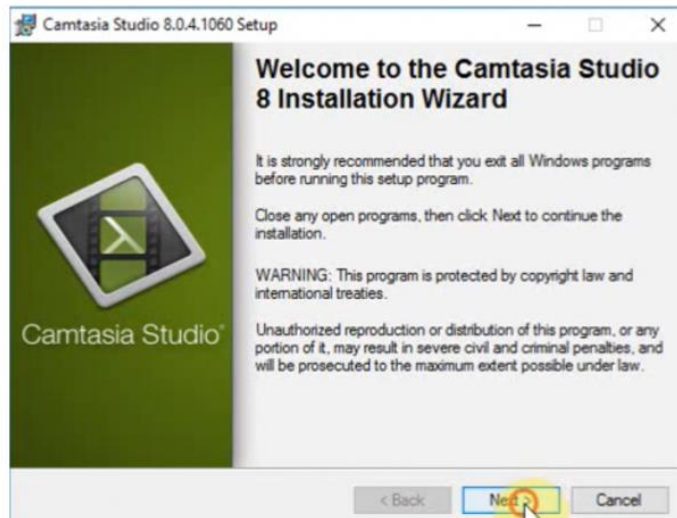 Camtasia Studio 8.0.4.1060 Setup
Welcome to the Camtasia Studio
8 Installation Wizard
It is strongly recommended that you exit all Windows programs
before running this setup program.
Close any open programs, then click Next to continue the
installation.
WARNING: This program is protected by copyright law and
international treaties.
Unauthorized reproduction or distribution of this program, or any
portion of it, may result in severe civil and criminal penalties, and
will be prosecuted to the maximum extent possible under law.
Camtasia Studio®
< Back Next > Cancel